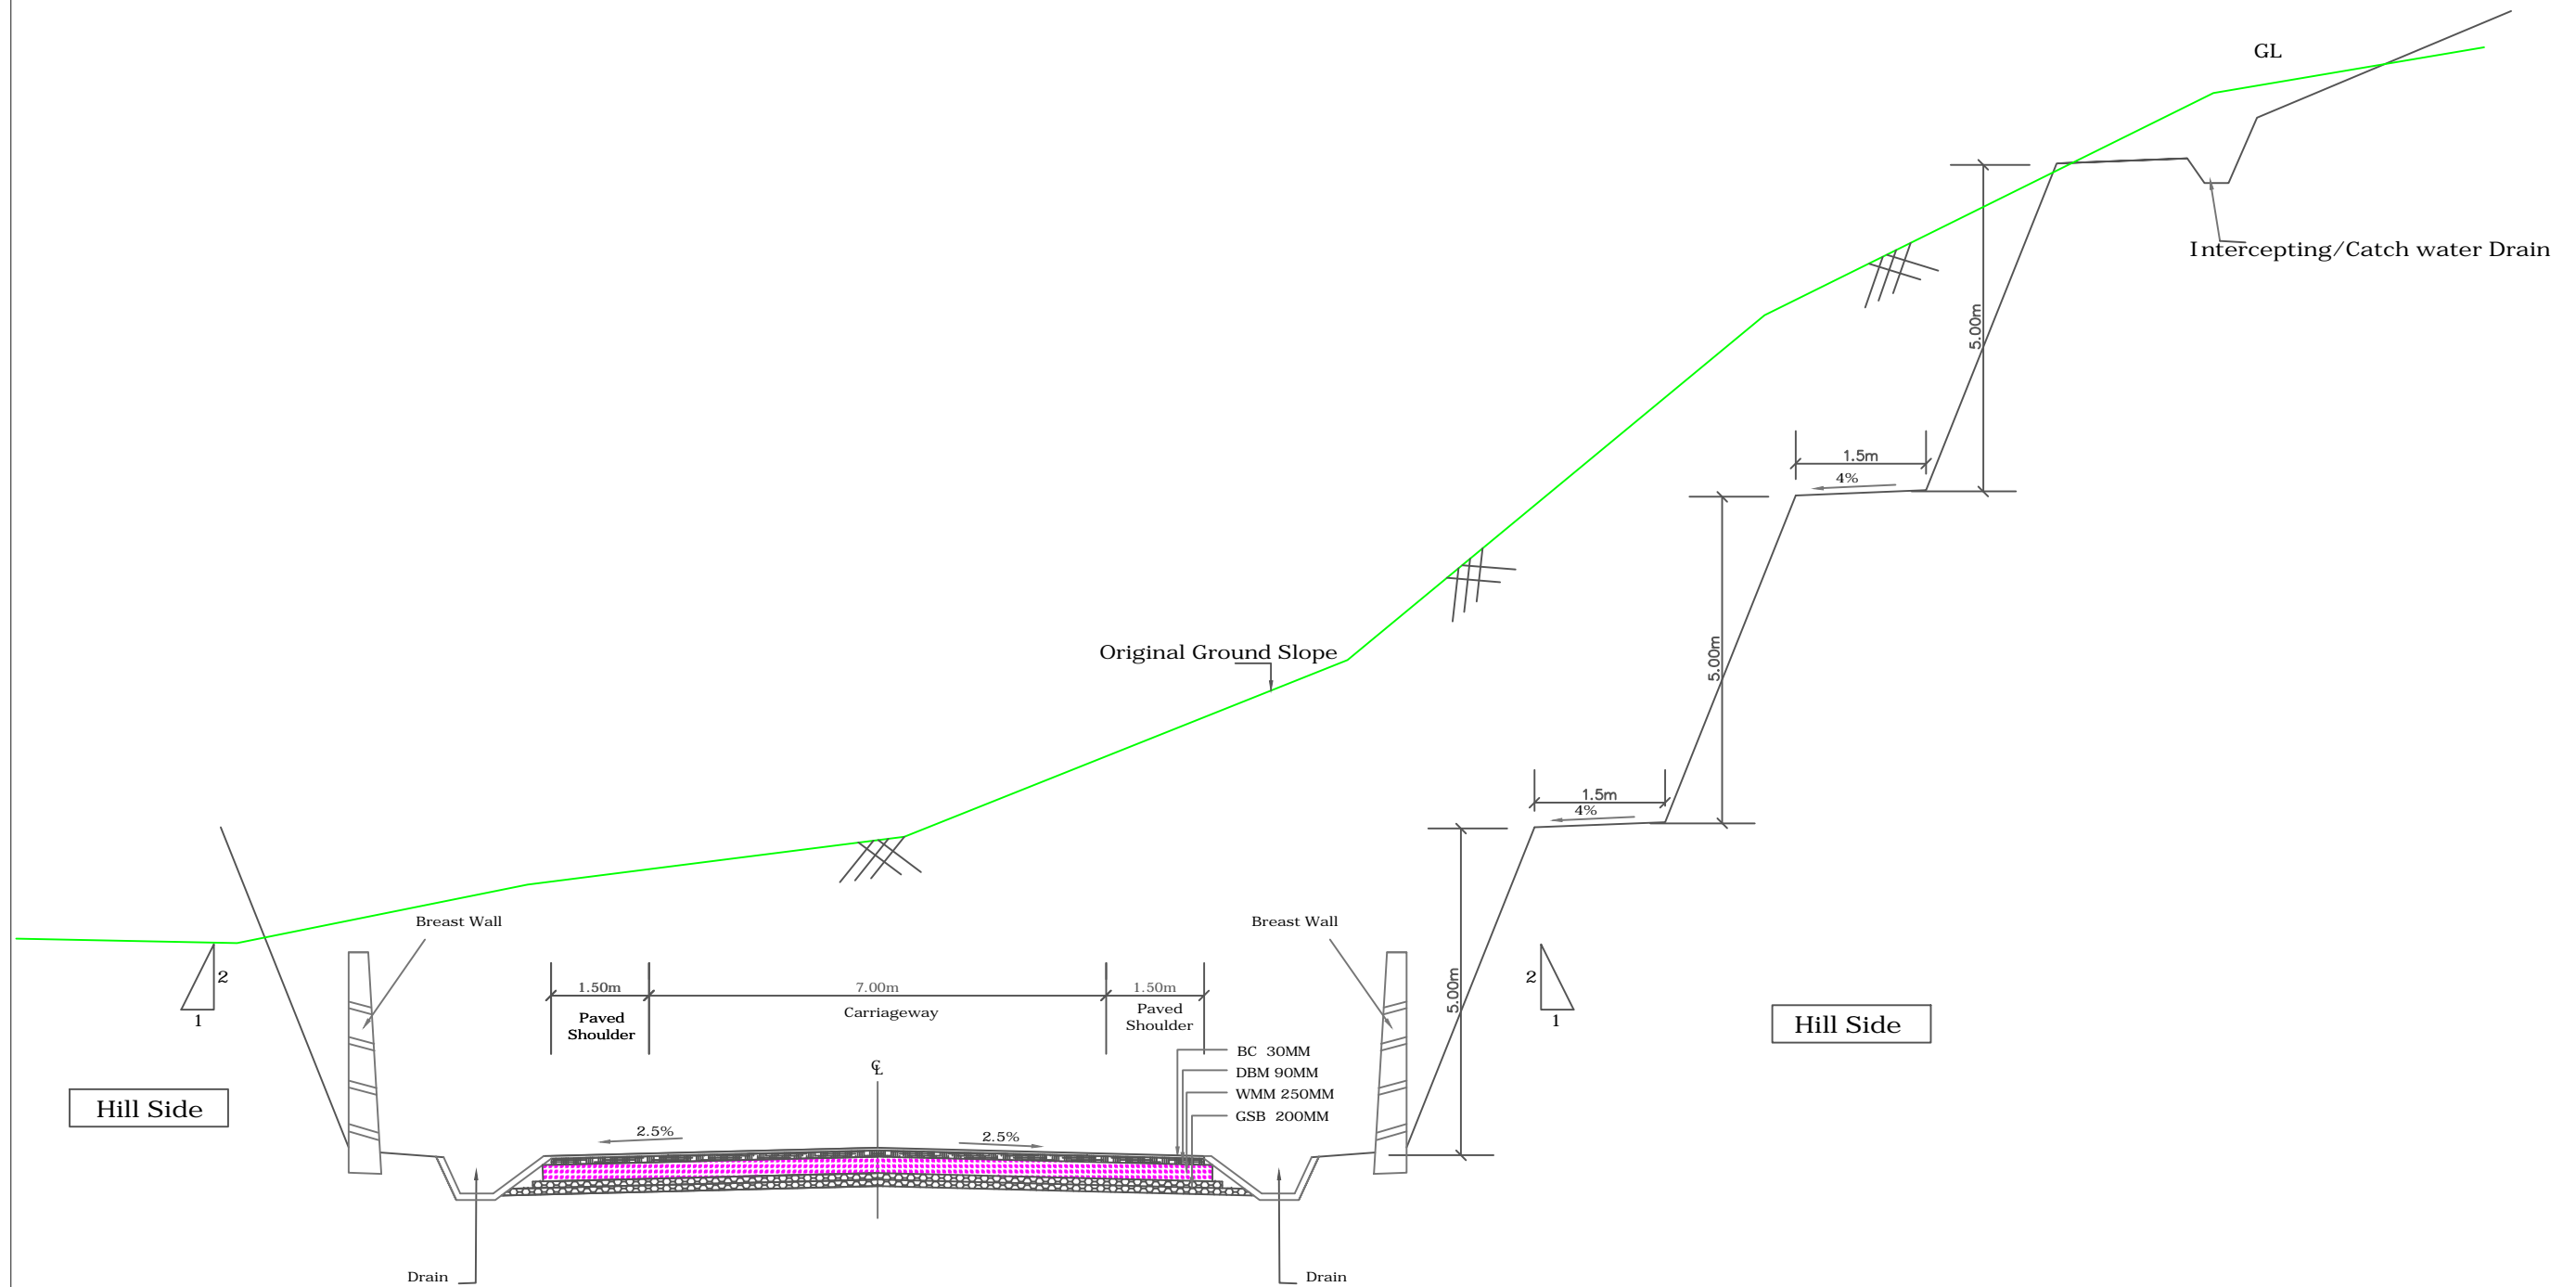 GL
Intercepting/Catch water Drain
5.00m
1.5m
4%
5.00m
Original Ground Slope
1.5m
4%
5.00m
Breast Wall
Breast Wall
2
1
2
1
1.50m
7.00m
1.50m
Paved
Shoulder
Carriageway
Paved
Shoulder
Hill Side
Hill Side
BC 30MM
DBM 90MM
WMM 250MM
GSB 200MM
℄
2.5%
2.5%
Drain
Drain